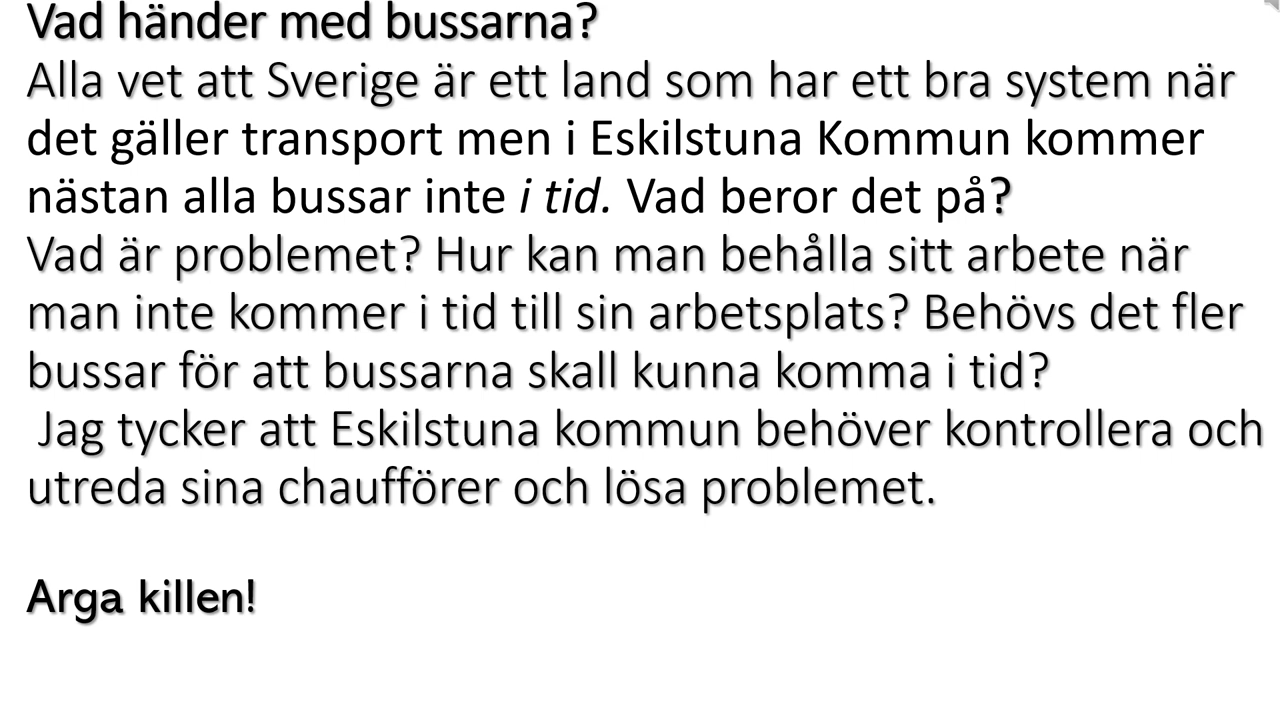 Vad händer med bussarna?
Alla vet att Sverige är ett land som har ett bra system när
det gäller transport men i Eskilstuna Kommun kommer
nästan alla bussar inte i tid. Vad beror det på?
Vad är problemet? Hur kan man behålla sitt arbete när
man inte kommer i tid till sin arbetsplats? Behövs det fler
bussar för att bussarna skall kunna komma i tid?
Jag tycker att Eskilstuna kommun behöver kontrollera och
utreda sina chaufförer och lösa problemet.
Arga killen!